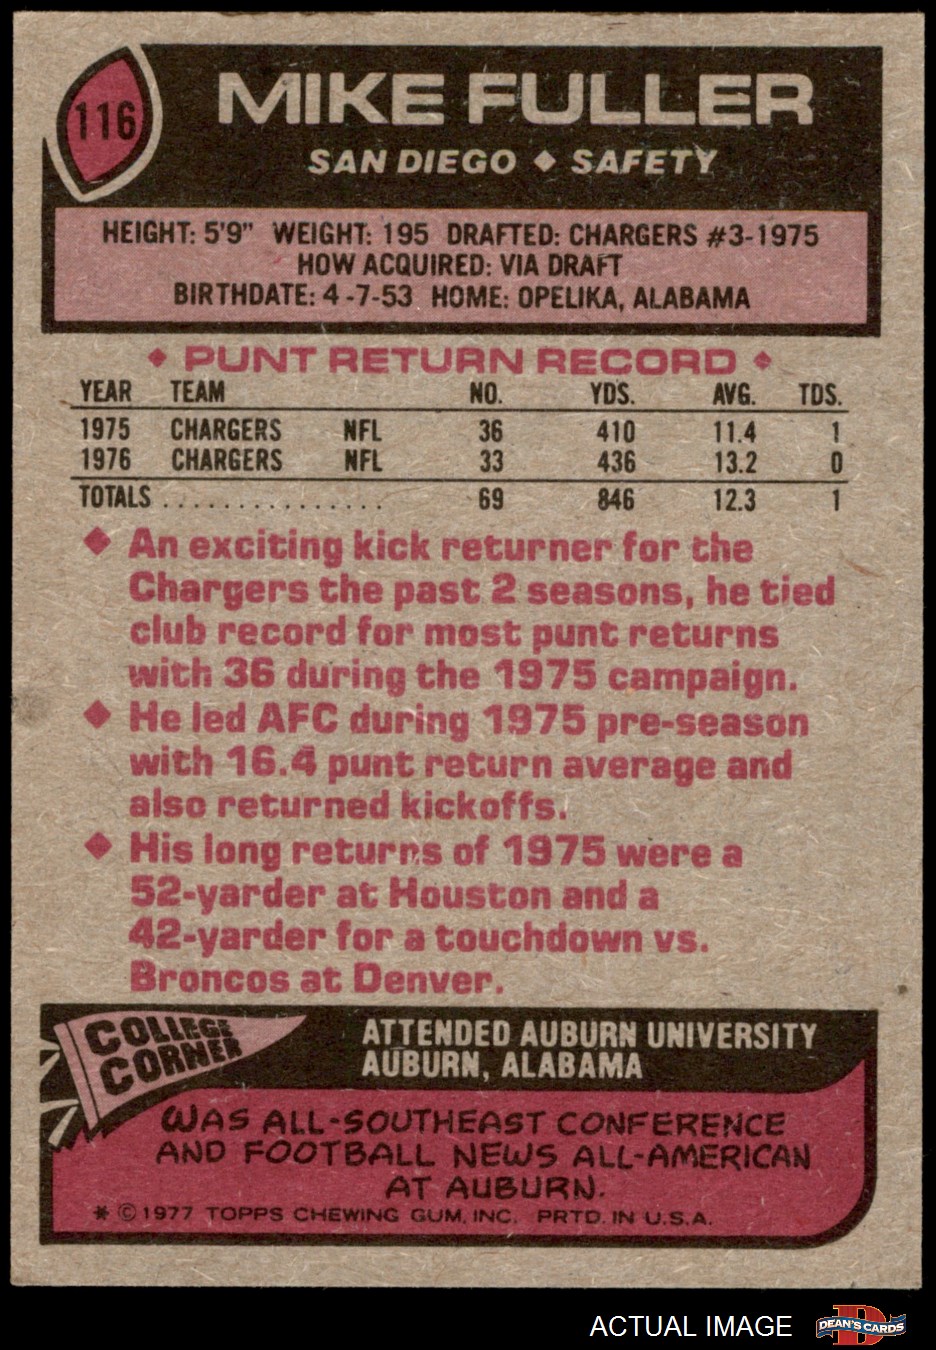 116
MIKE FULLER
SAN DIEGO ♦ SAFETY
HEIGHT: 5'9" WEIGHT: 195 DRAFTED: CHARGERS #3-1975
HOW ACQUIRED: VIA DRAFT
BIRTHDATE: 4-7-53 HOME: OPELIKA, ALABAMA
♦ PUNT RETURN RECORD ♦
YEAR TEAM NO. YDS. AVG. TDS.
1975 CHARGERS NFL 36 410 11.4 1
1976 CHARGERS NFL 33 436 13.2 0
TOTALS . . . . . . . . . . . . . . . 69 846 12.3 1
♦ An exciting kick returner for the
Chargers the past 2 seasons, he tied
club record for most punt returns
with 36 during the 1975 campaign.
♦ He led AFC during 1975 pre-season
with 16.4 punt return average and
also returned kickoffs.
♦ His long returns of 1975 were a
52-yarder at Houston and a
42-yarder for a touchdown vs.
Broncos at Denver.
COLLEGE
CORNER
ATTENDED AUBURN UNIVERSITY
AUBURN, ALABAMA
WAS ALL-SOUTHEAST CONFERENCE
AND FOOTBALL NEWS ALL-AMERICAN
AT AUBURN.
* © 1977 TOPPS CHEWING GUM, INC. PRTD. IN U.S.A.
ACTUAL IMAGE
D
DEAN'S CARDS